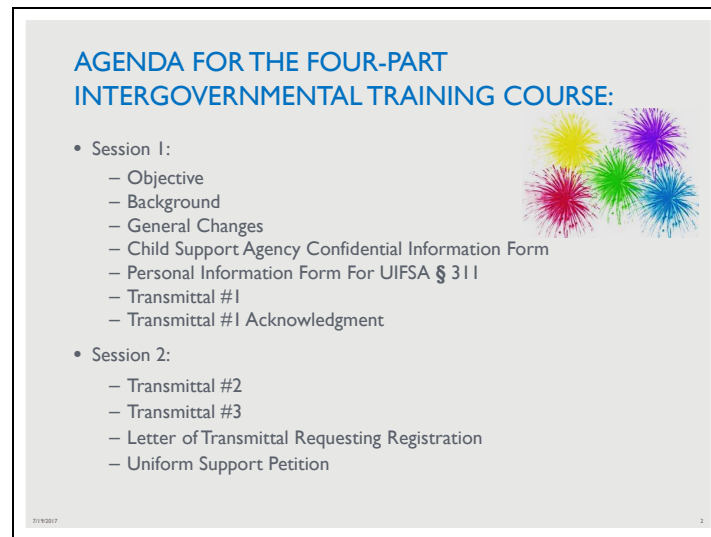 AGENDA FOR THE FOUR-PART
INTERGOVERNMENTAL TRAINING COURSE:
• Session 1:
– Objective
– Background
– General Changes
– Child Support Agency Confidential Information Form
– Personal Information Form For UIFSA § 311
– Transmittal #1
– Transmittal #1 Acknowledgment
• Session 2:
– Transmittal #2
– Transmittal #3
– Letter of Transmittal Requesting Registration
– Uniform Support Petition
7/19/2017
2